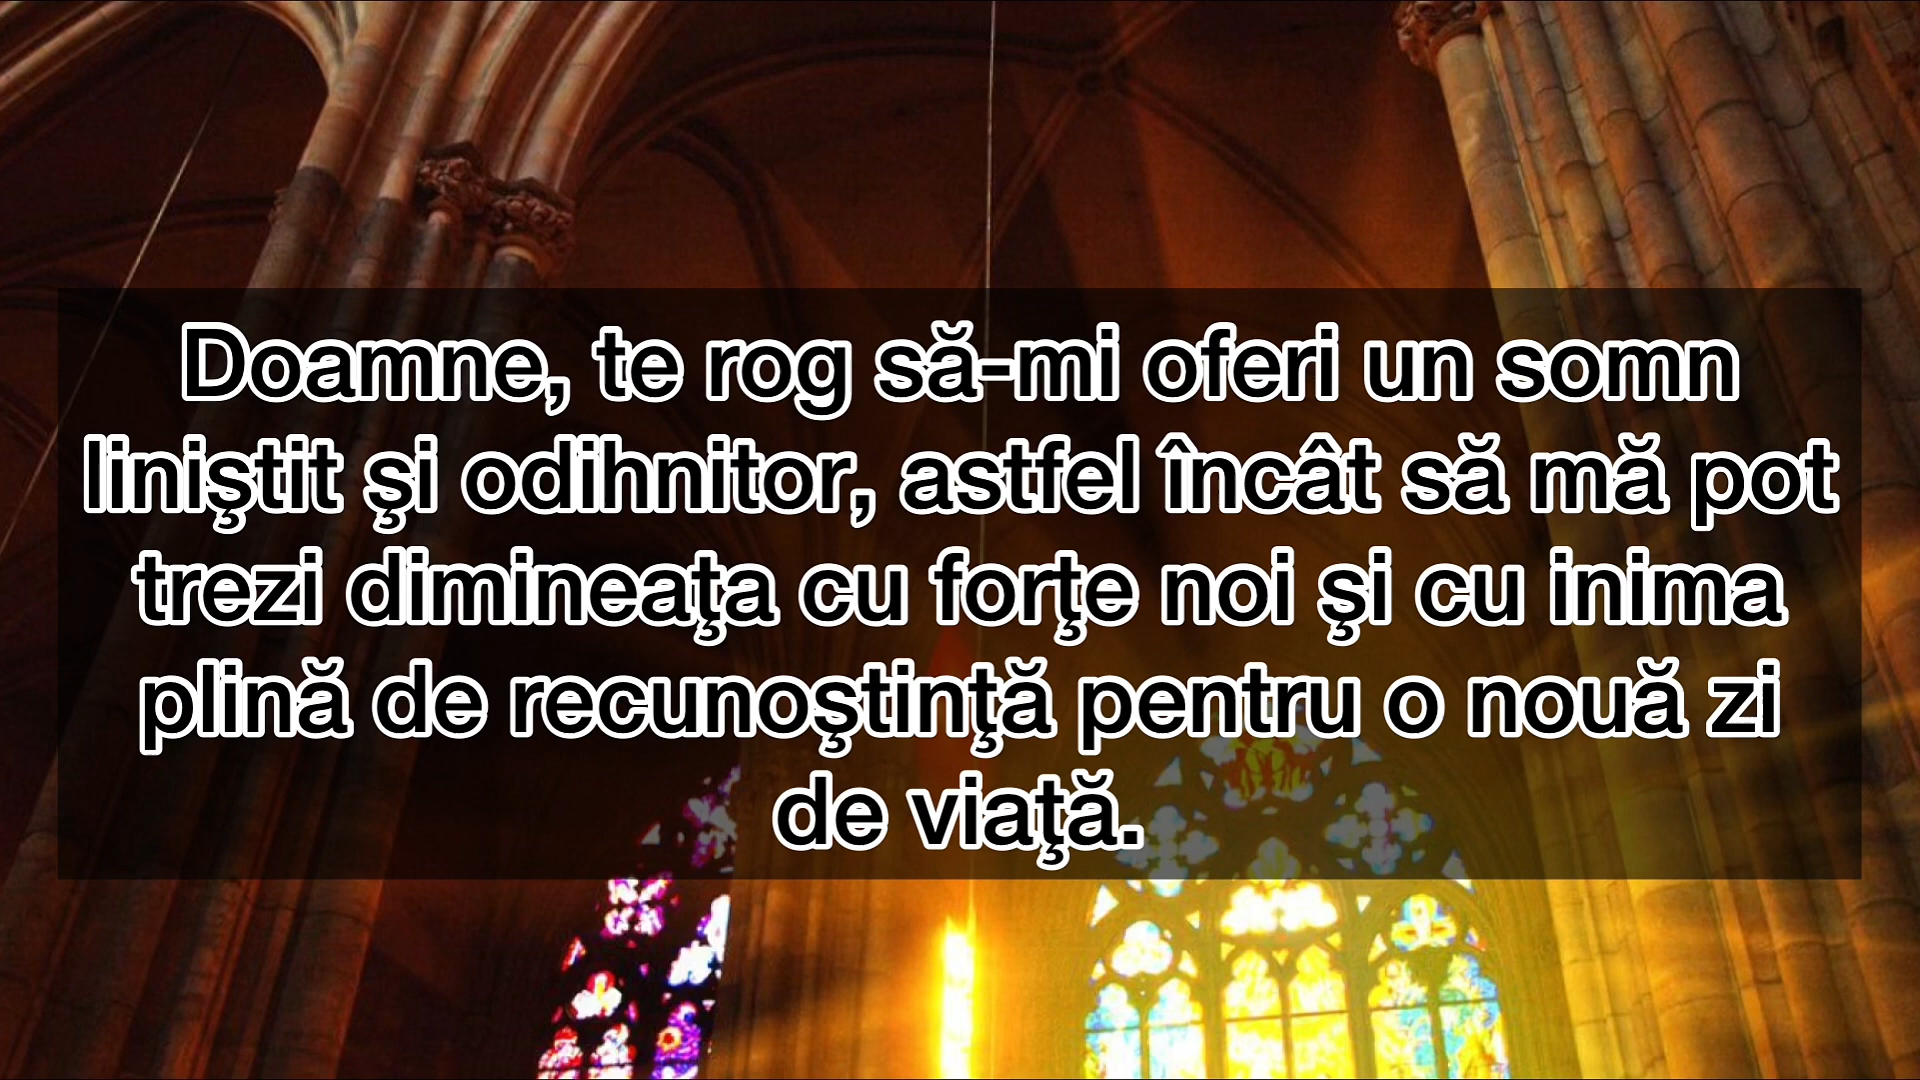 Doamne, te rog să-mi oferi un somn
liniştit şi odihnitor, astfel încât să mă pot
trezi dimineaţa cu forţe noi şi cu inima
plină de recunoştinţă pentru o nouă zi
de viaţă.